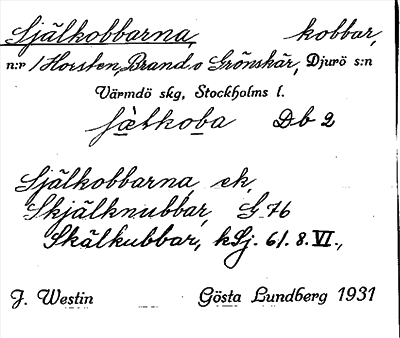 Själkobbarna, kobbar,
n:r 1 Horsten, Brand. o Grönskär, Djurö s:n
Värmdö skg, Stockholms l.
sæ̱lkoba Db 2
Själkobbarna, ek,
Skjälknubbar, G 76
Skälkubbar, kSj. 61. 8. VI.,
J. Westin Gösta Lundberg 1931